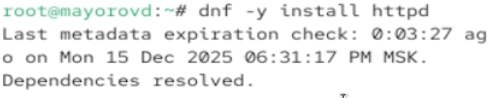 root@mayorovd:~# dnf -y install httpd
Last metadata expiration check: 0:03:27 ag
o on Mon 15 Dec 2025 06:31:17 PM MSK.
Dependencies resolved.